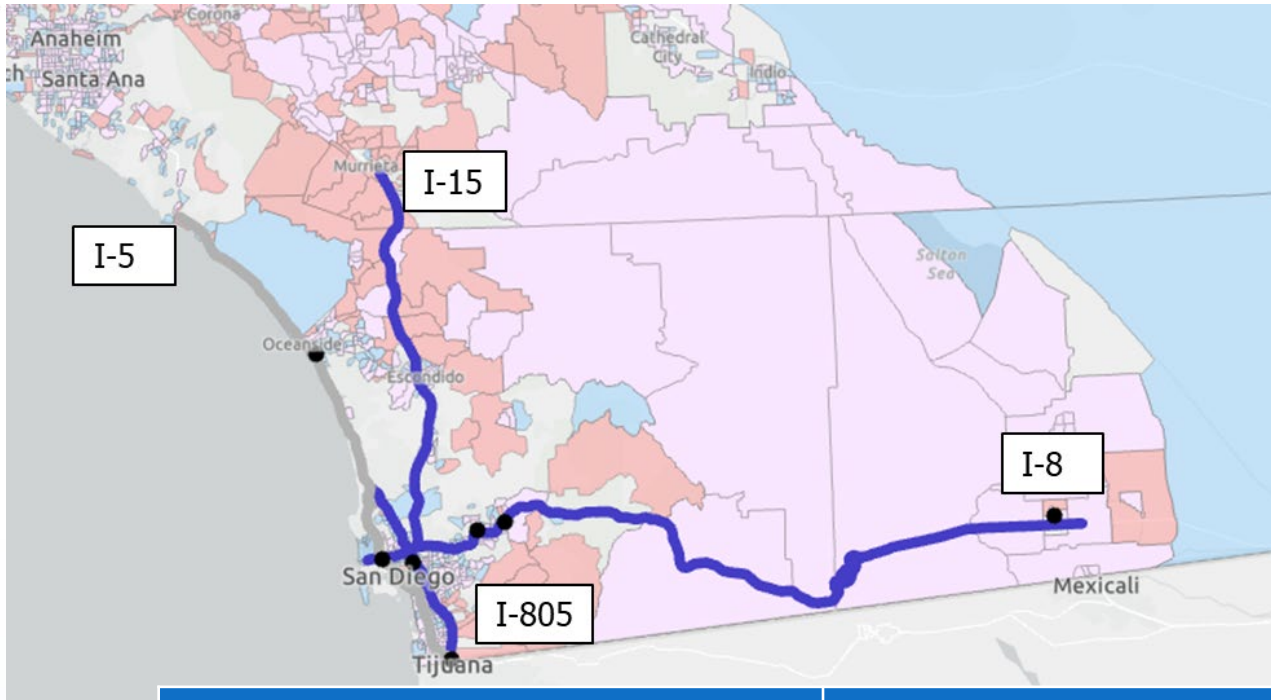 Corona
Anaheim
ch
Santa Ana
Cathedral
City
Indio
Murrieta
I-15
I-5
Salton
Sea
Oceanside
Escondido
I-8
San Diego
Mexicali
I-805
Tijuana